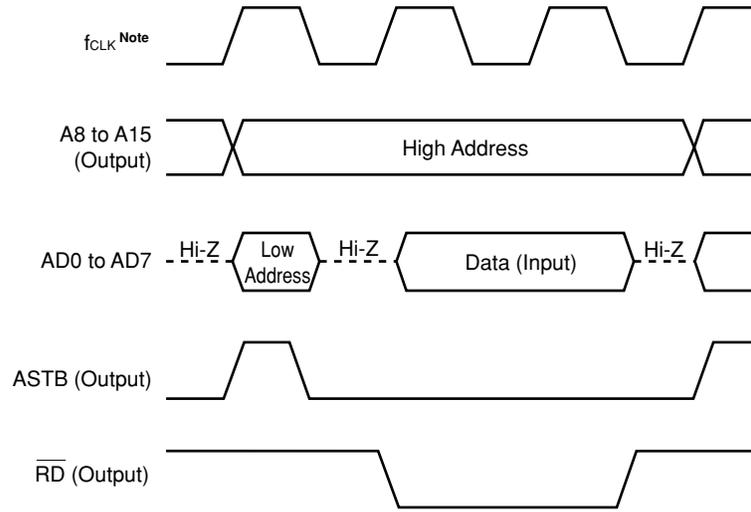 fCLK Note
A8 to A15
(Output)
High Address
AD0 to AD7
Hi-Z
Low
Address
Hi-Z
Data (Input)
Hi-Z
ASTB (Output)
RD (Output)